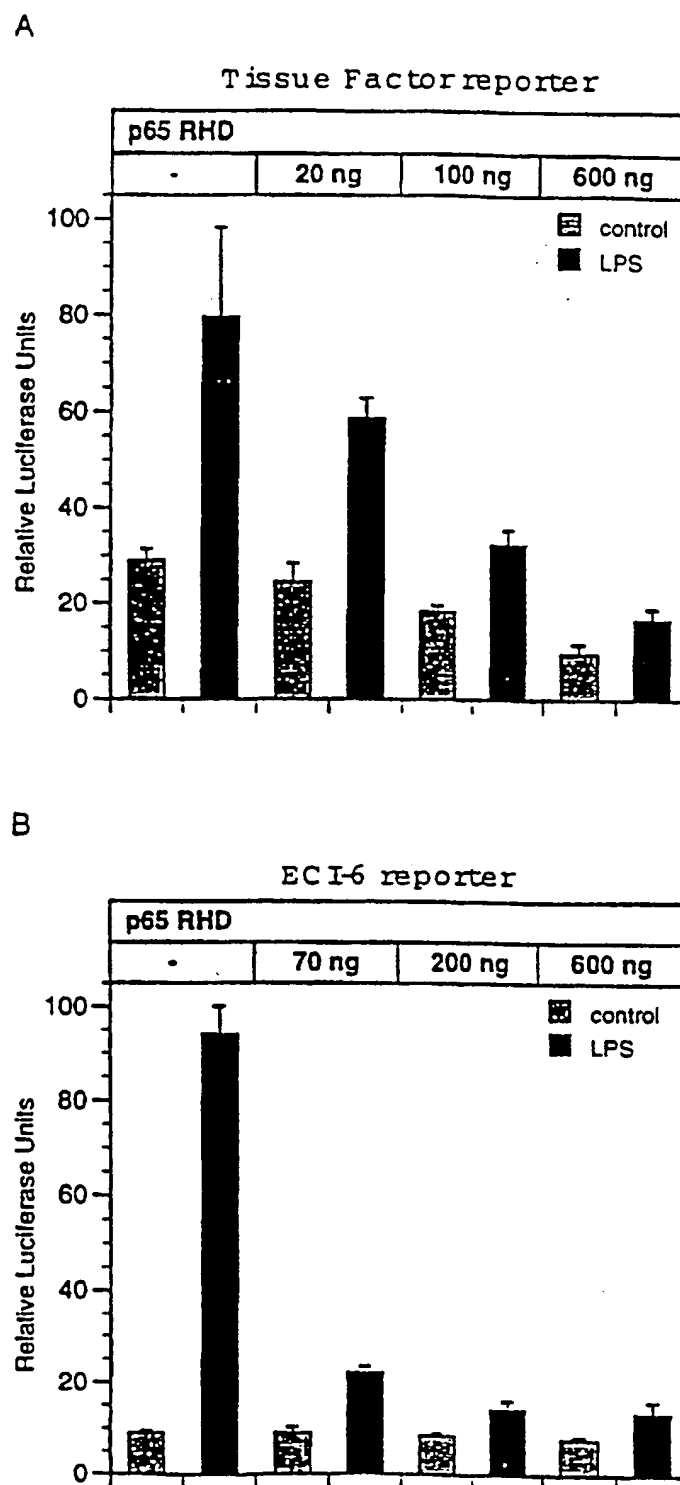 A
Tissue Factor reporter
p65 RHD
- 20 ng 100 ng 600 ng
control
LPS
Relative Luciferase Units
100
80
60
40
20
0
B
ECI-6 reporter
p65 RHD
- 70 ng 200 ng 600 ng
control
LPS
Relative Luciferase Units
100
80
60
40
20
0